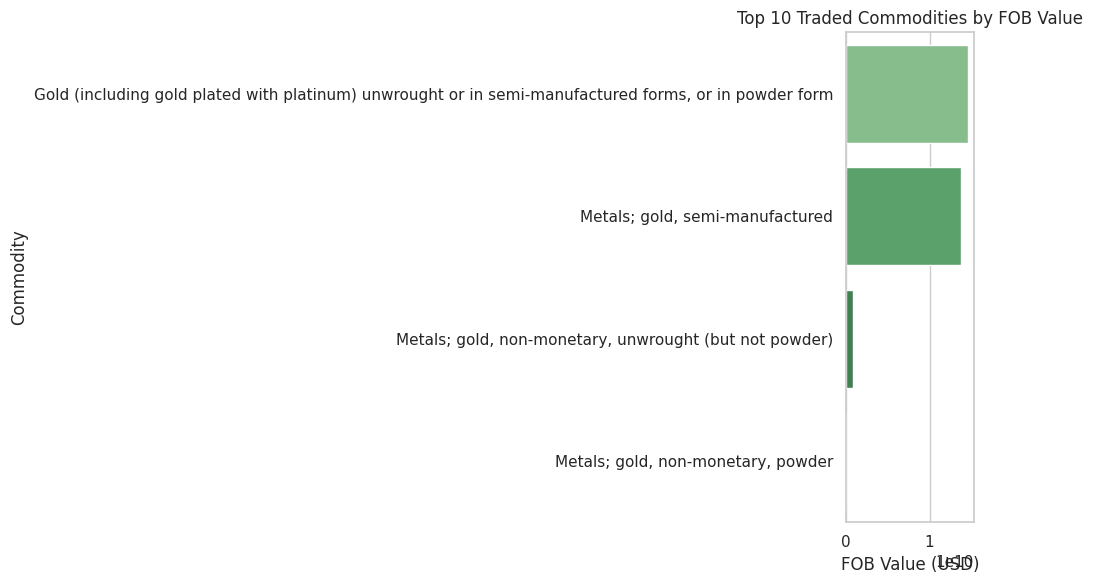 Top 10 Traded Commodities by FOB Value
Commodity
Gold (including gold plated with platinum) unwrought or in semi-manufactured forms, or in powder form
Metals; gold, semi-manufactured
Metals; gold, non-monetary, unwrought (but not powder)
Metals; gold, non-monetary, powder
0 1
1e10
FOB Value (USD)